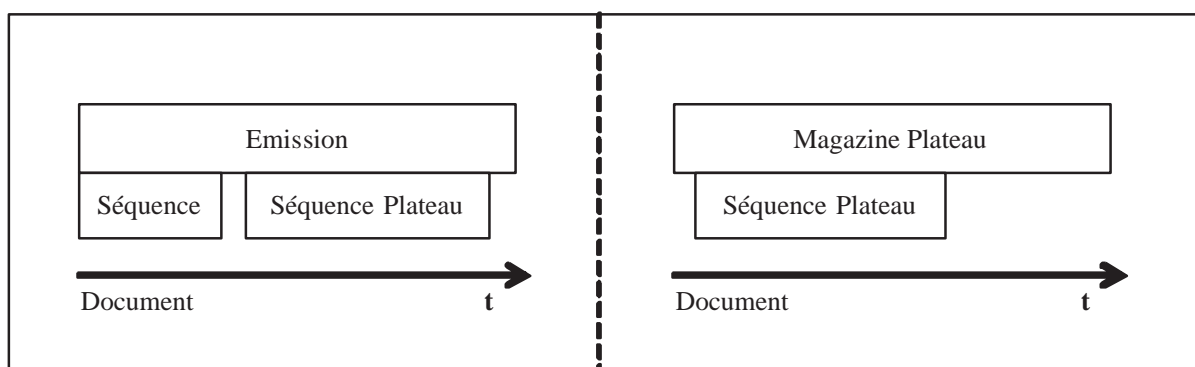 Emission
Séquence
Séquence Plateau
Document
t
Magazine Plateau
Séquence Plateau
Document
t